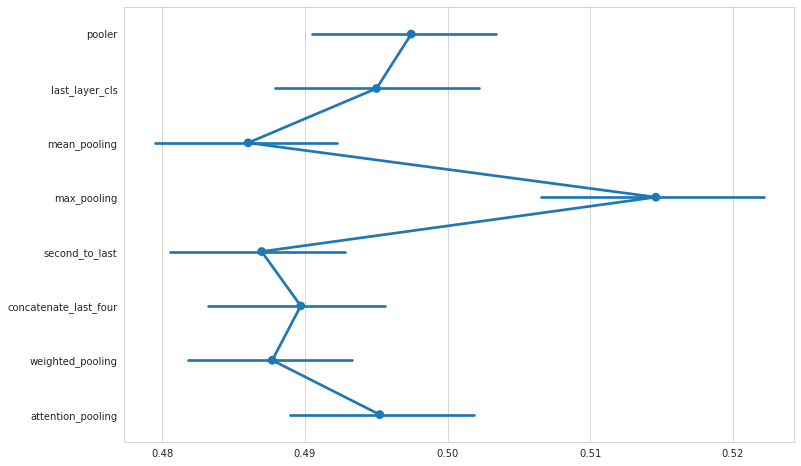 pooler
last_layer_cls
mean_pooling
max_pooling
second_to_last
concatenate_last_four
weighted_pooling
attention_pooling
0.48 0.49 0.50 0.51 0.52